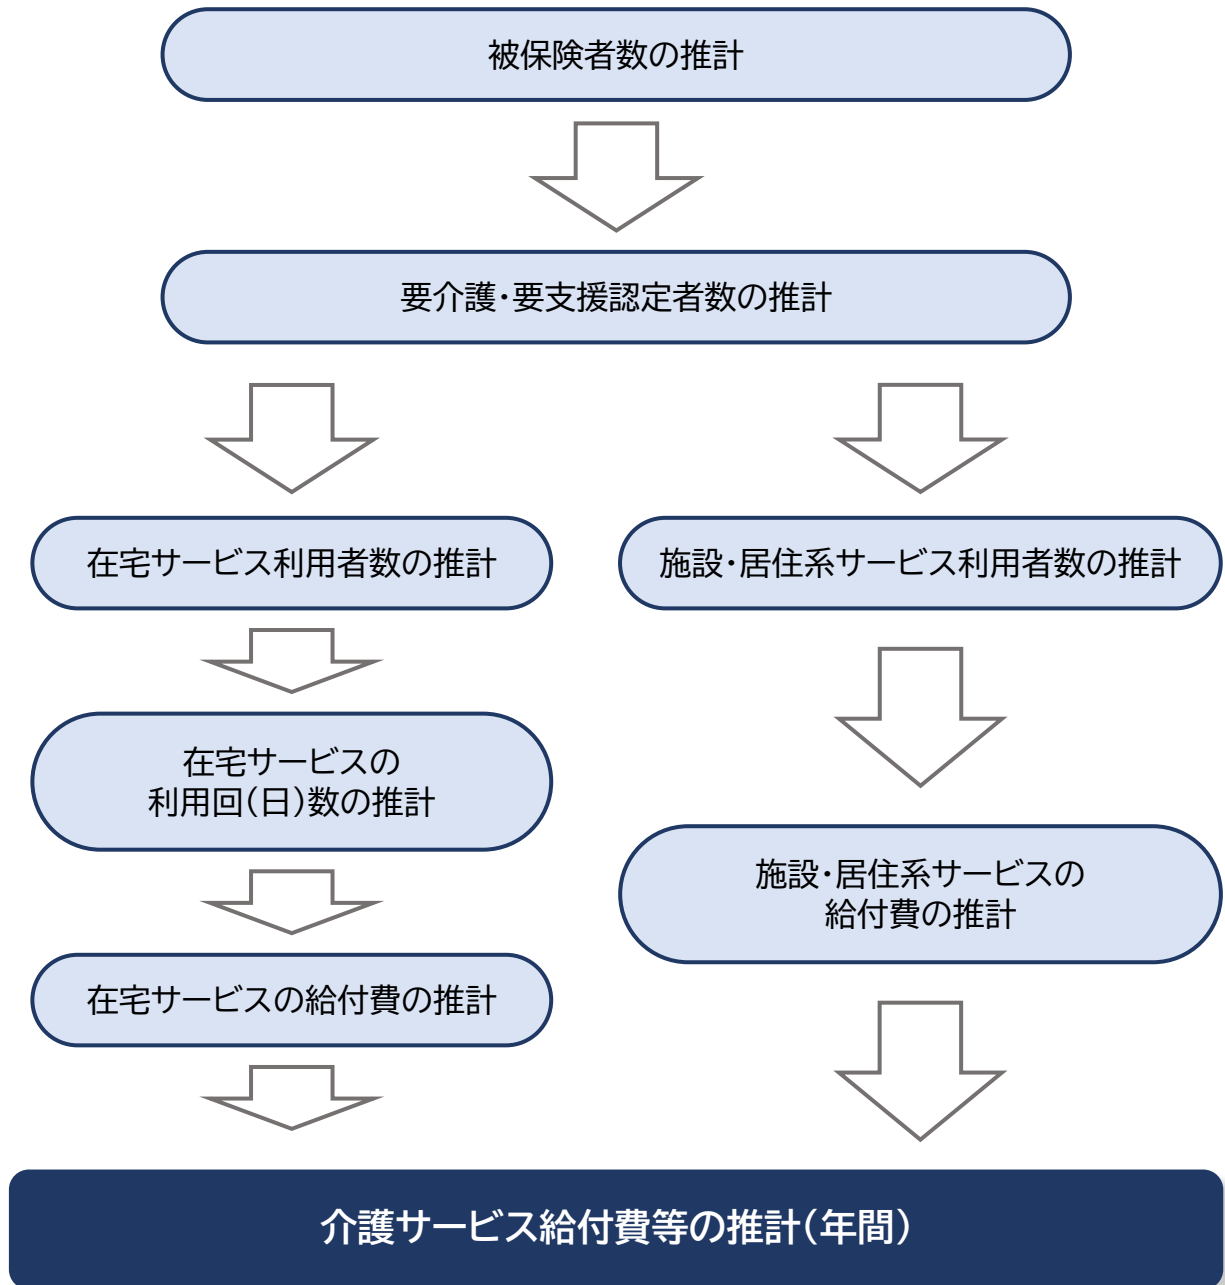 被保険者数の推計
要介護・要支援認定者数の推計
在宅サービス利用者数の推計
施設・居住系サービス利用者数の推計
在宅サービスの
利用回(日)数の推計
施設・居住系サービスの
給付費の推計
在宅サービスの給付費の推計
介護サービス給付費等の推計(年間)